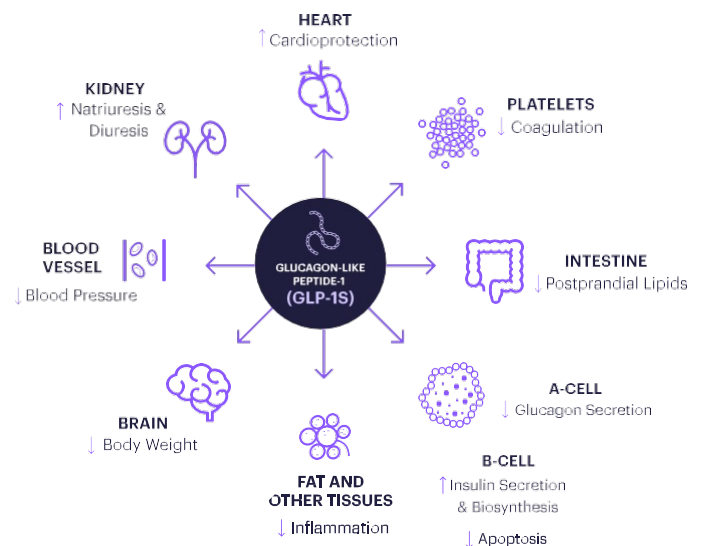 HEART
↑ Cardioprotection
KIDNEY
↑ Natriuresis &
Diuresis
PLATELETS
↓ Coagulation
BLOOD
VESSEL
↓ Blood Pressure
GLUCAGON-LIKE
PEPTIDE-1
(GLP-1S)
INTESTINE
↓ Postprandial Lipids
BRAIN
↓ Body Weight
FAT AND
OTHER TISSUES
↓ Inflammation
A-CELL
↓ Glucagon Secretion
B-CELL
↑ Insulin Secretion
& Biosynthesis
↓ Apoptosis